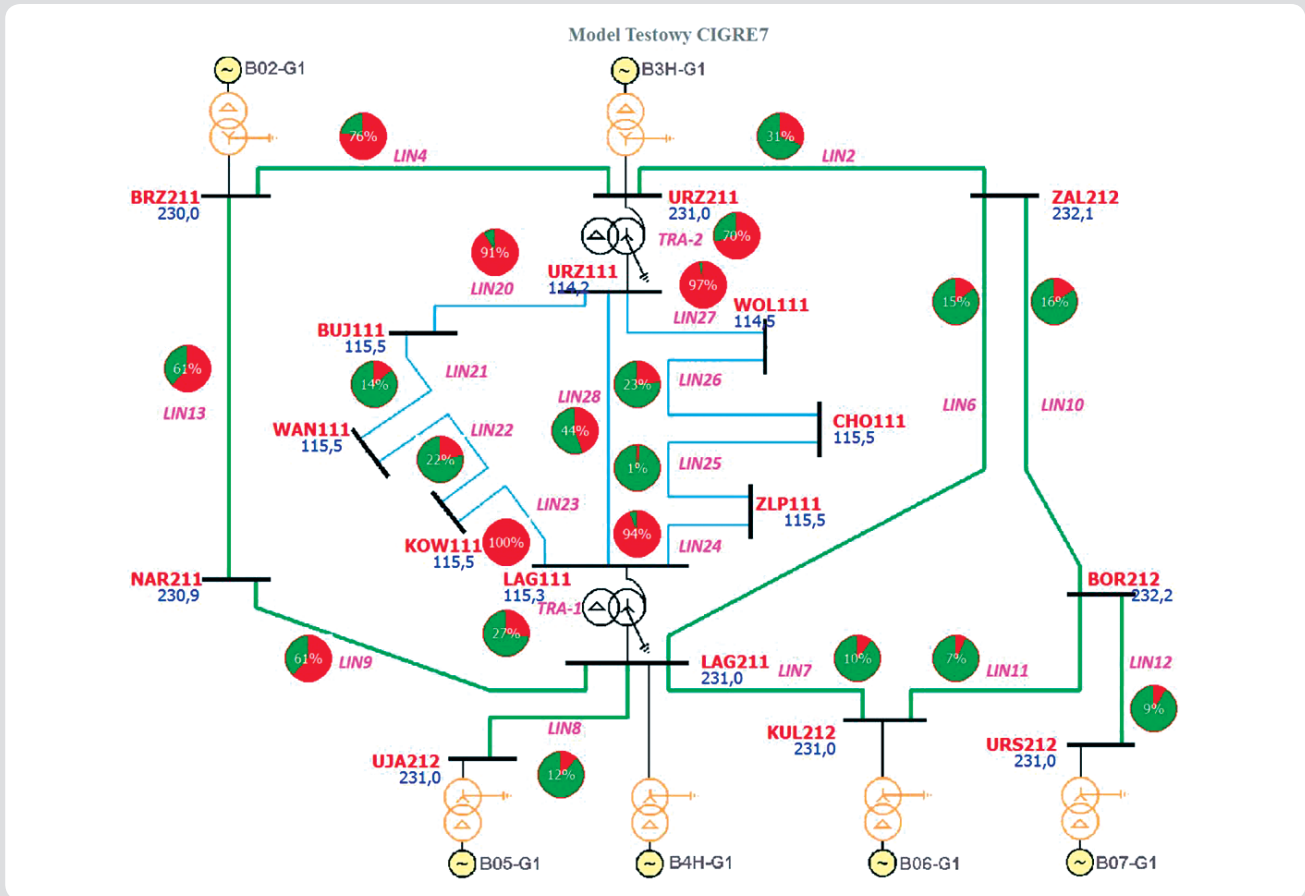 Model Testowy CIGRE7
B02-G1
B3H-G1
76%
LIN4
31%
LIN2
BRZ211
230,0
URZ211
231,0
ZAL212
232,1
TRA-2
70%
91%
LIN20
URZ111
114,2
97%
LIN27
WOL111
114,5
15%
16%
BUJ111
115,5
61%
LIN13
14%
LIN21
23%
LIN26
LIN28
44%
LIN6
LIN10
WAN111
115,5
LIN22
22%
CHO111
115,5
1%
LIN25
LIN23
ZLP111
115,5
KOW111
115,5
100%
94%
LIN24
NAR211
230,9
LAG111
115,3
TRA-1
BOR212
232,2
27%
61%
LIN9
LAG211
231,0
LIN7
10%
7%
LIN11
LIN12
9%
LIN8
KUL212
231,0
URS212
231,0
UJA212
231,0
12%
B05-G1
B4H-G1
B06-G1
B07-G1